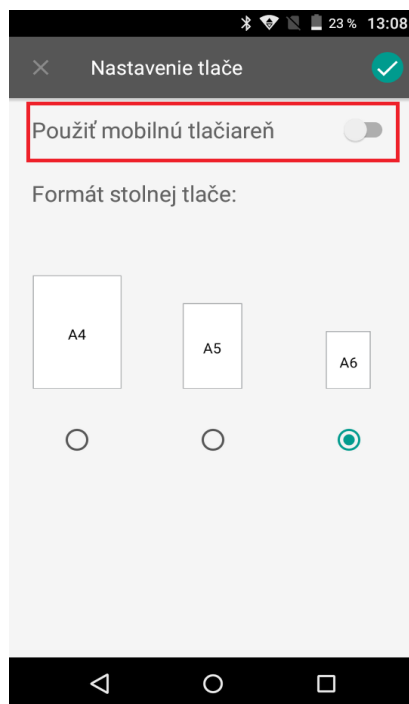 23 % 13:08
Nastavenie tlače
Použiť mobilnú tlačiareň
Formát stolnej tlače:
A4 A5 A6